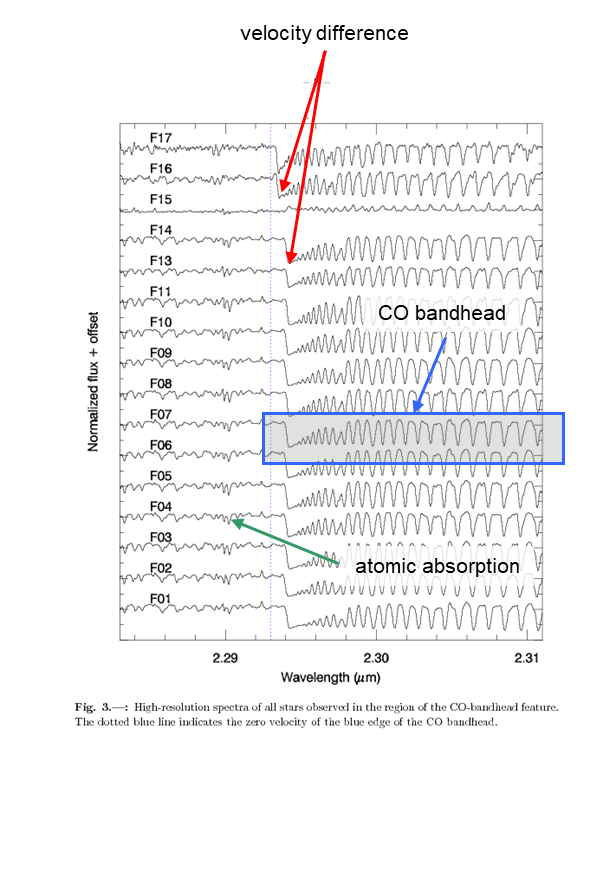 velocity difference
F17
F16
F15
F14
F13
F11
CO bandhead
F10
F09
F08
F07
F06
F05
F04
F03
atomic absorption
F02
F01
Normalized flux + offset
2.29
2.30
2.31
Wavelength (μm)
Fig. 3.—: High-resolution spectra of all stars observed in the region of the CO-bandhead feature.
The dotted blue line indicates the zero velocity of the blue edge of the CO bandhead.